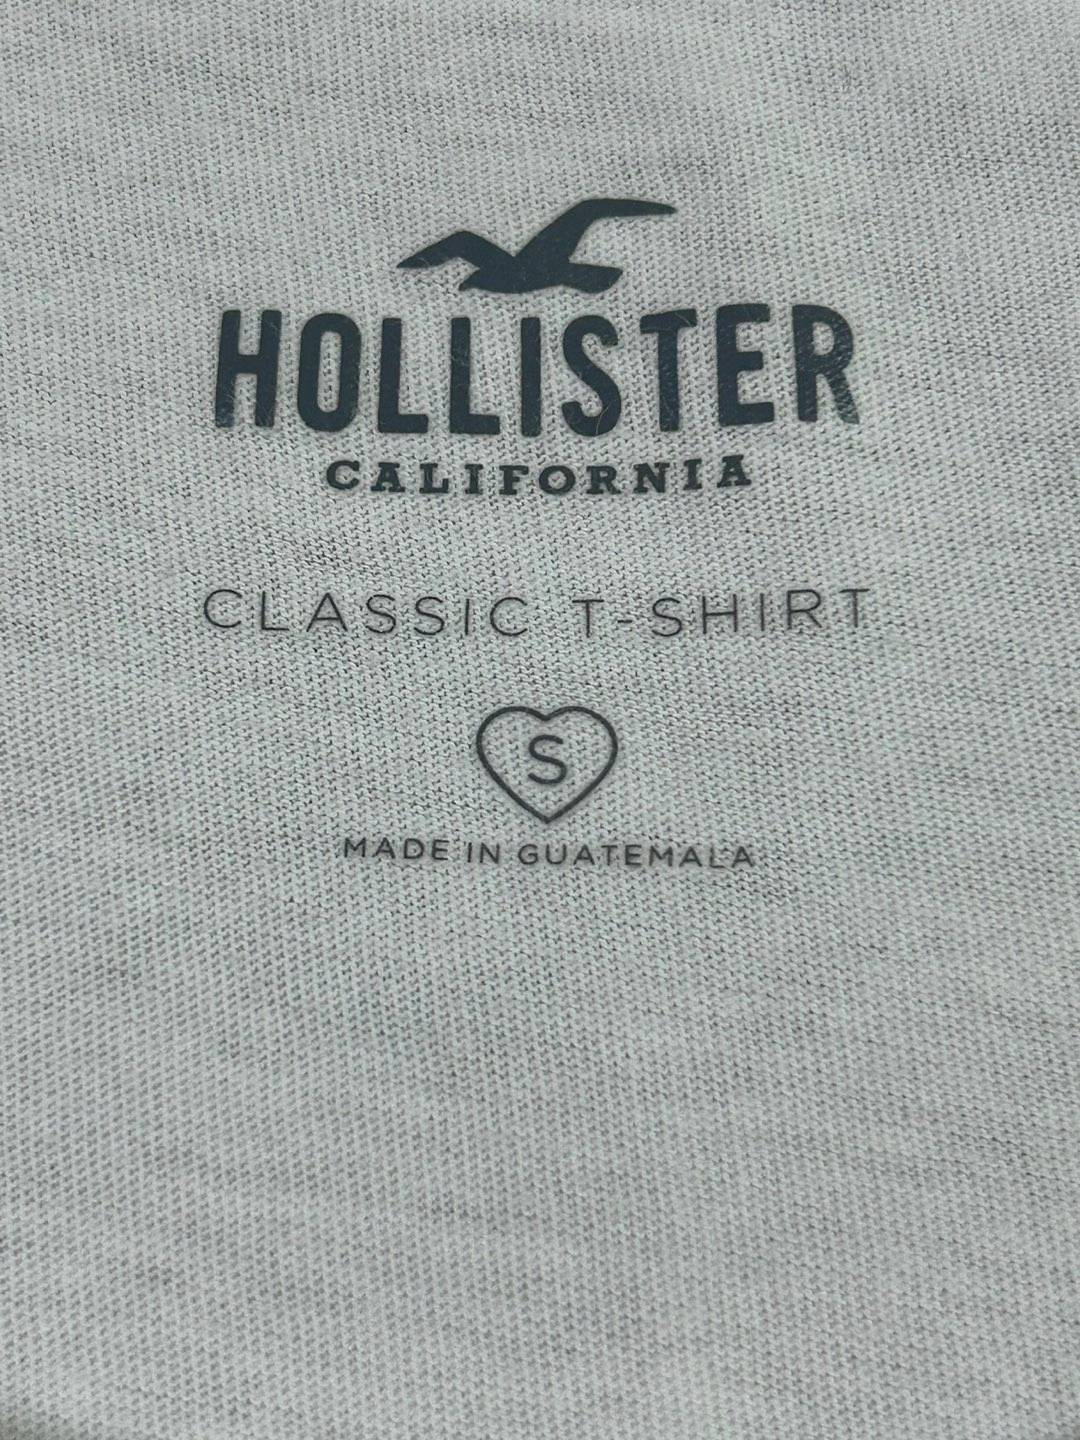 HOLLISTER
CALIFORNIA
CLASSIC T-SHIRT
S
MADE IN GUATEMALA